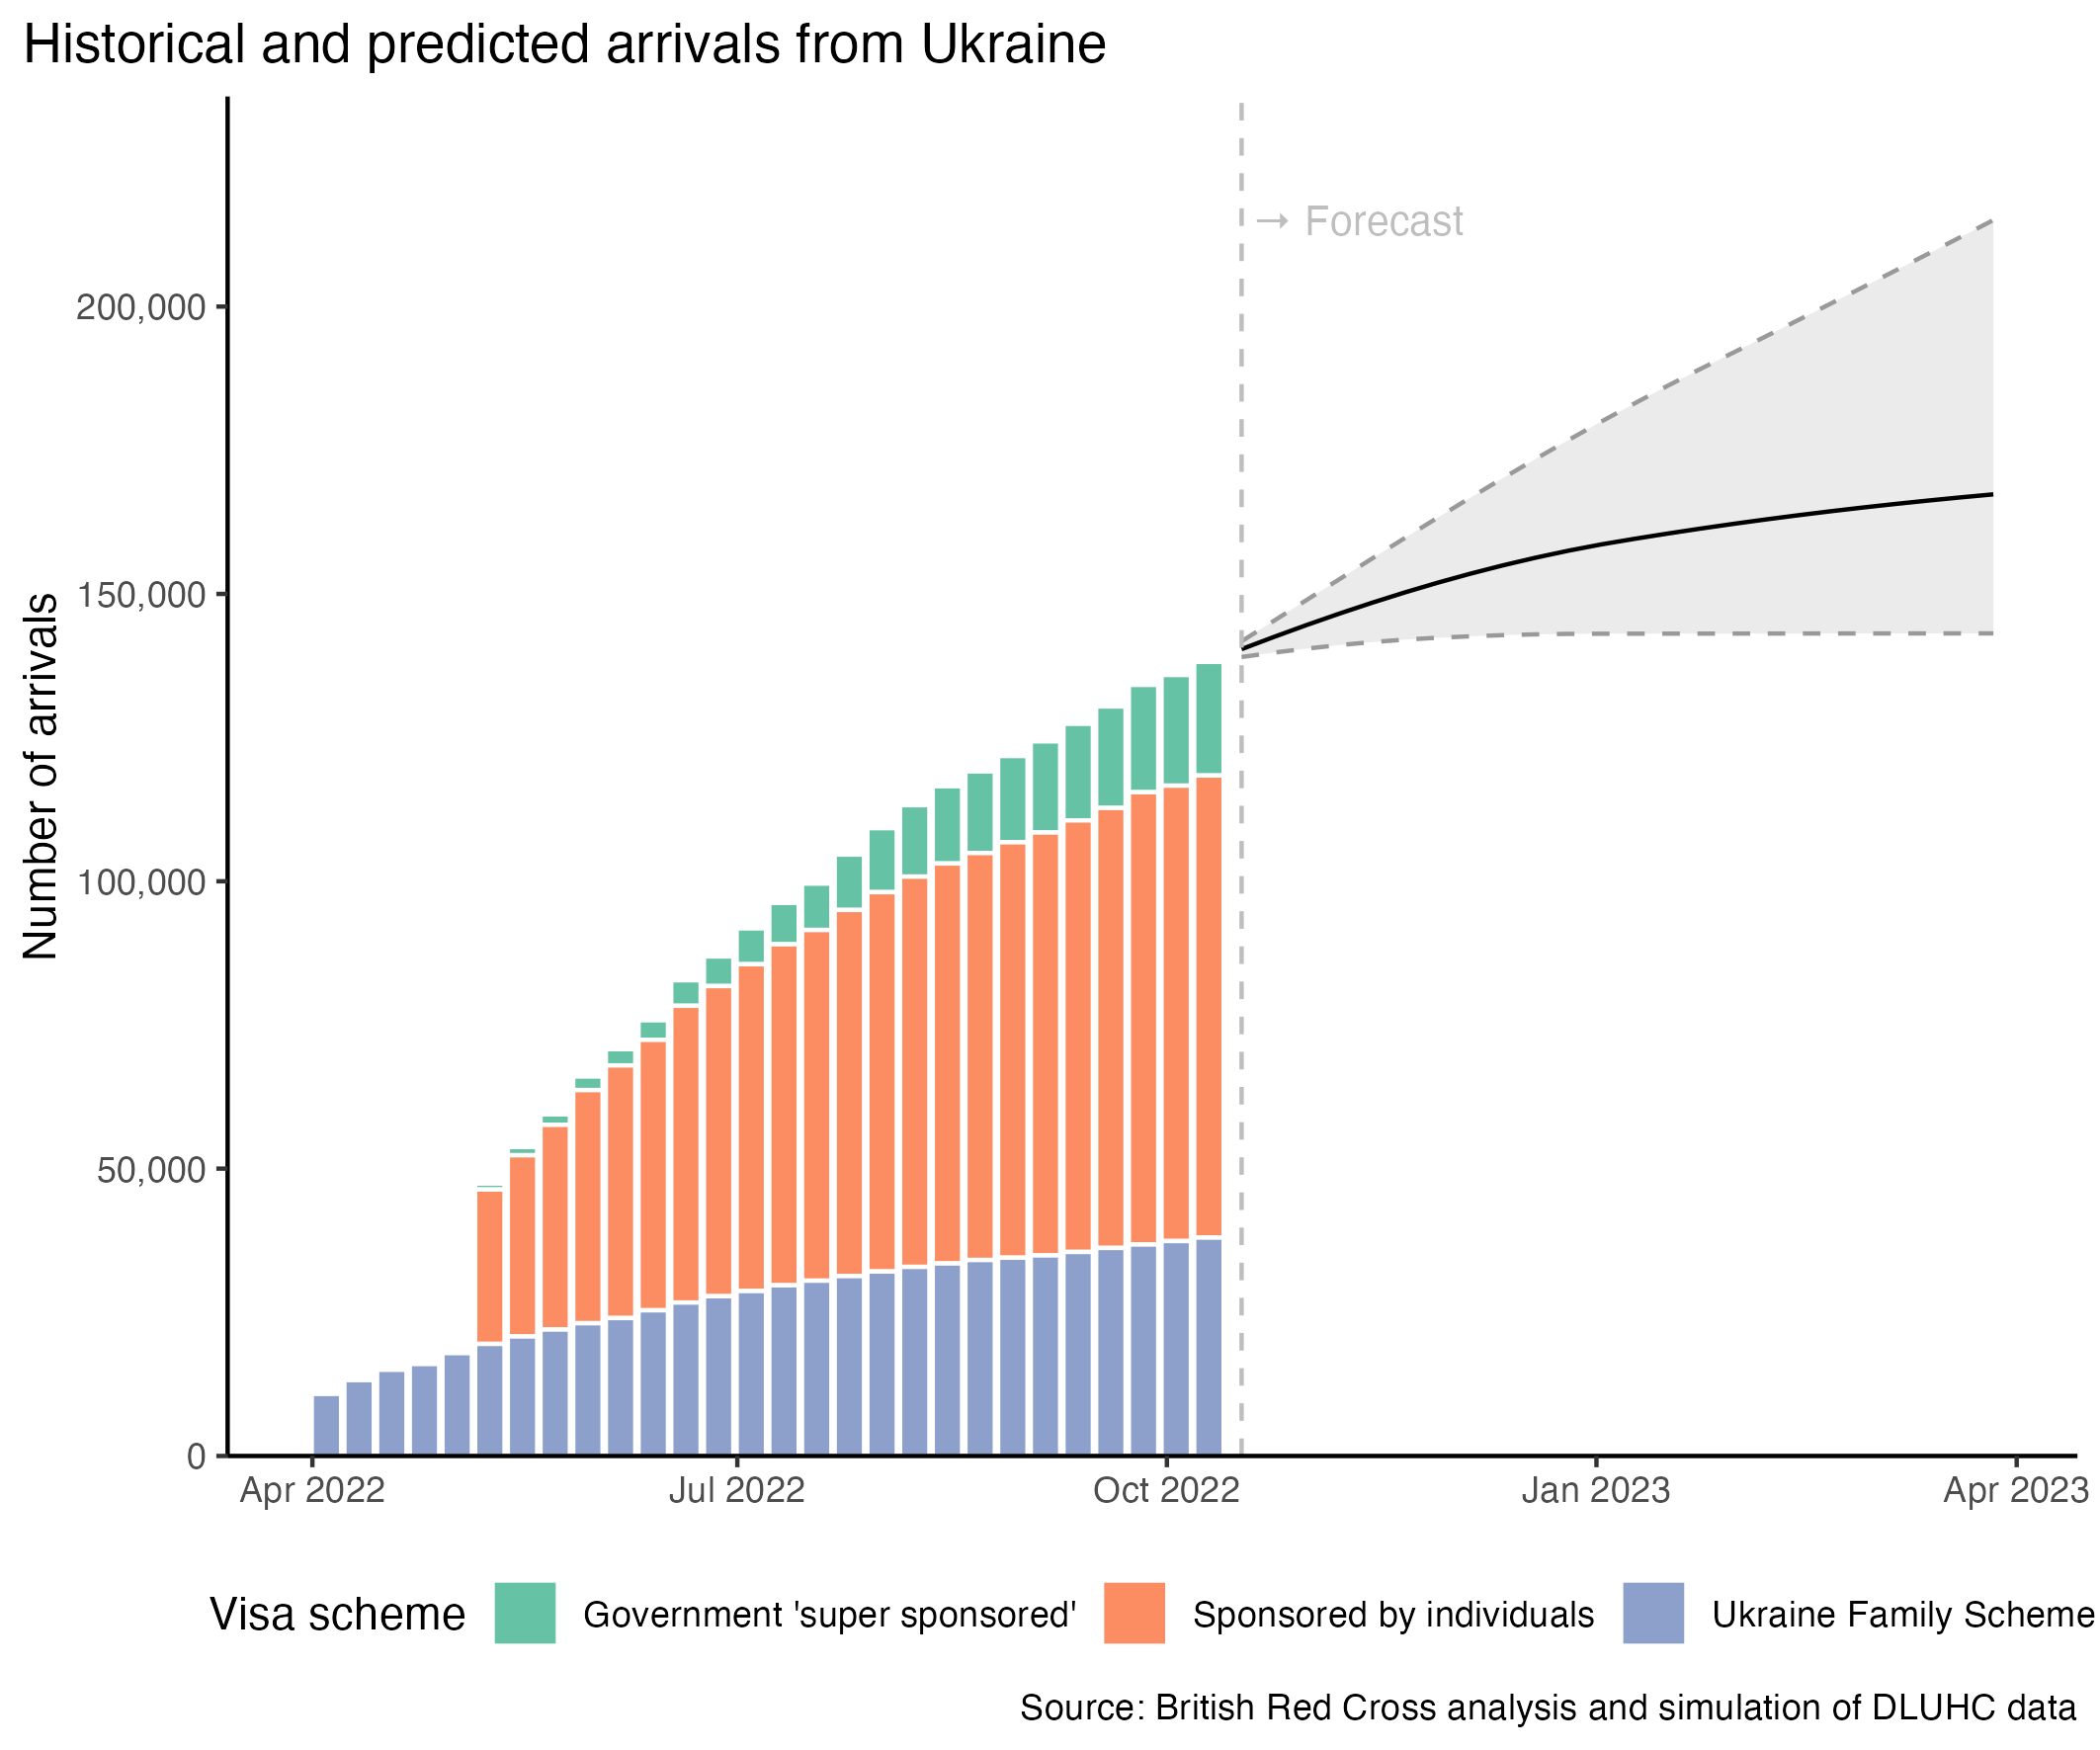 Historical and predicted arrivals from Ukraine
→ Forecast
Number of arrivals
200,000
150,000
100,000
50,000
0
Apr 2022 Jul 2022 Oct 2022 Jan 2023 Apr 2023
Visa scheme Government 'super sponsored' Sponsored by individuals Ukraine Family Scheme
Source: British Red Cross analysis and simulation of DLUHC data